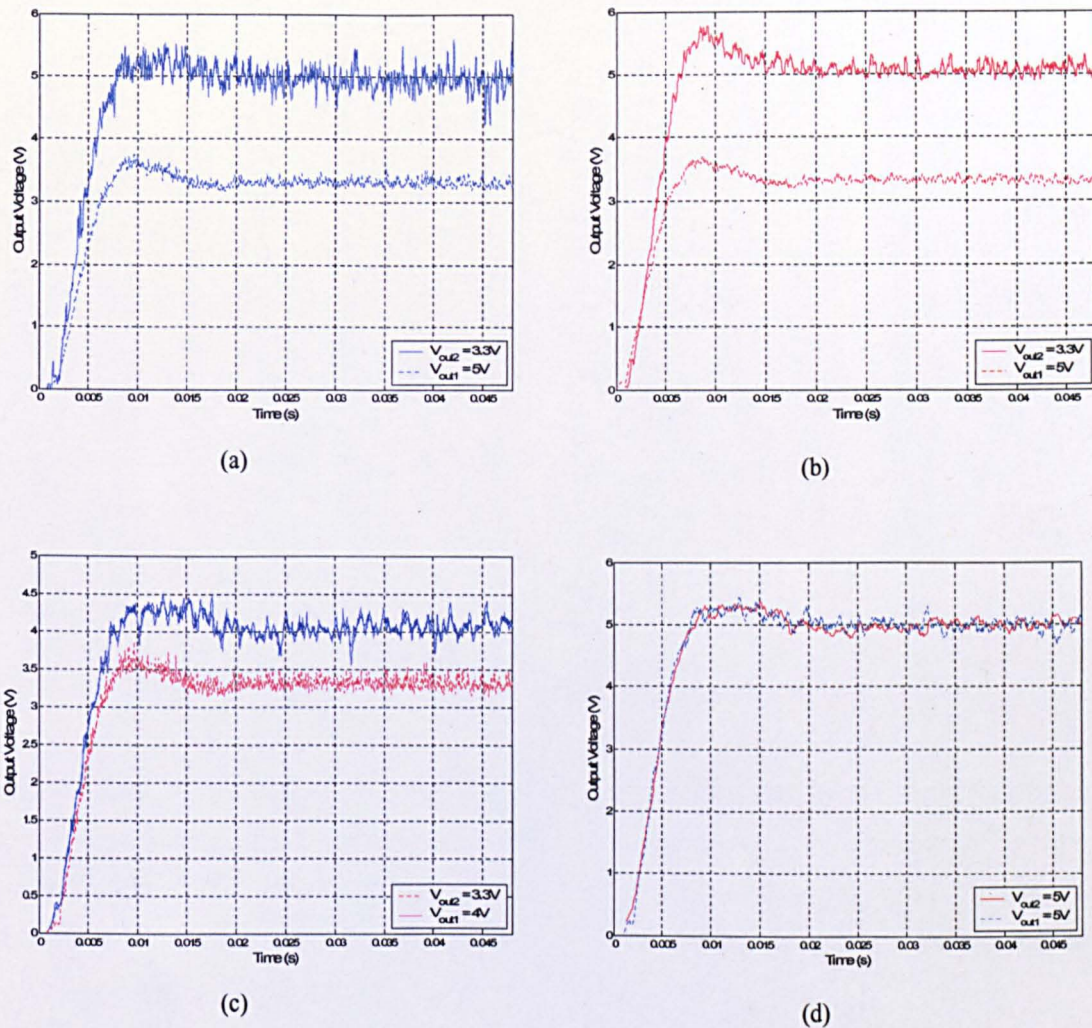 6
5
4
3
2
1
0
Output Voltage (V)
0 0.005 0.01 0.015 0.02 0.025 0.03 0.035 0.04 0.045
Time (s)
Vout2 = 3.3V
Vout1 = 5V
(a)
6
5
4
3
2
1
0
Output Voltage (V)
0 0.005 0.01 0.015 0.02 0.025 0.03 0.035 0.04 0.045
Time (s)
Vout2 = 3.3V
Vout1 = 5V
(b)
5
4.5
4
3.5
3
2.5
2
1.5
1
0.5
0
Output Voltage (V)
0 0.005 0.01 0.015 0.02 0.025 0.03 0.035 0.04 0.045
Time (s)
Vout2 = 3.3V
Vout1 = 4V
(c)
6
5
4
3
2
1
0
Output Voltage (V)
0 0.005 0.01 0.015 0.02 0.025 0.03 0.035 0.04 0.045
Time (s)
Vout2 = 5V
Vout1 = 5V
(d)